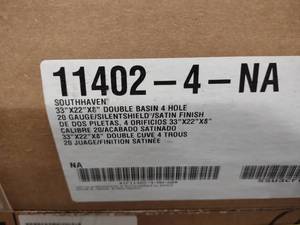 11402-4-NA
SOUTHHAVEN®
33"X22"X8" DOUBLE BASIN 4 HOLE
20 GAUGE/SILENTSHIELD®/SATIN FINISH
DE DOS PILETAS, 4 ORIFICIOS 33"X22"X8"
CALIBRE 20/ACABADO SATINADO
33"X22"X8" DOUBLE CUVE 4 TROUS
20 JUAGE/FINITION SATINÉE
NA